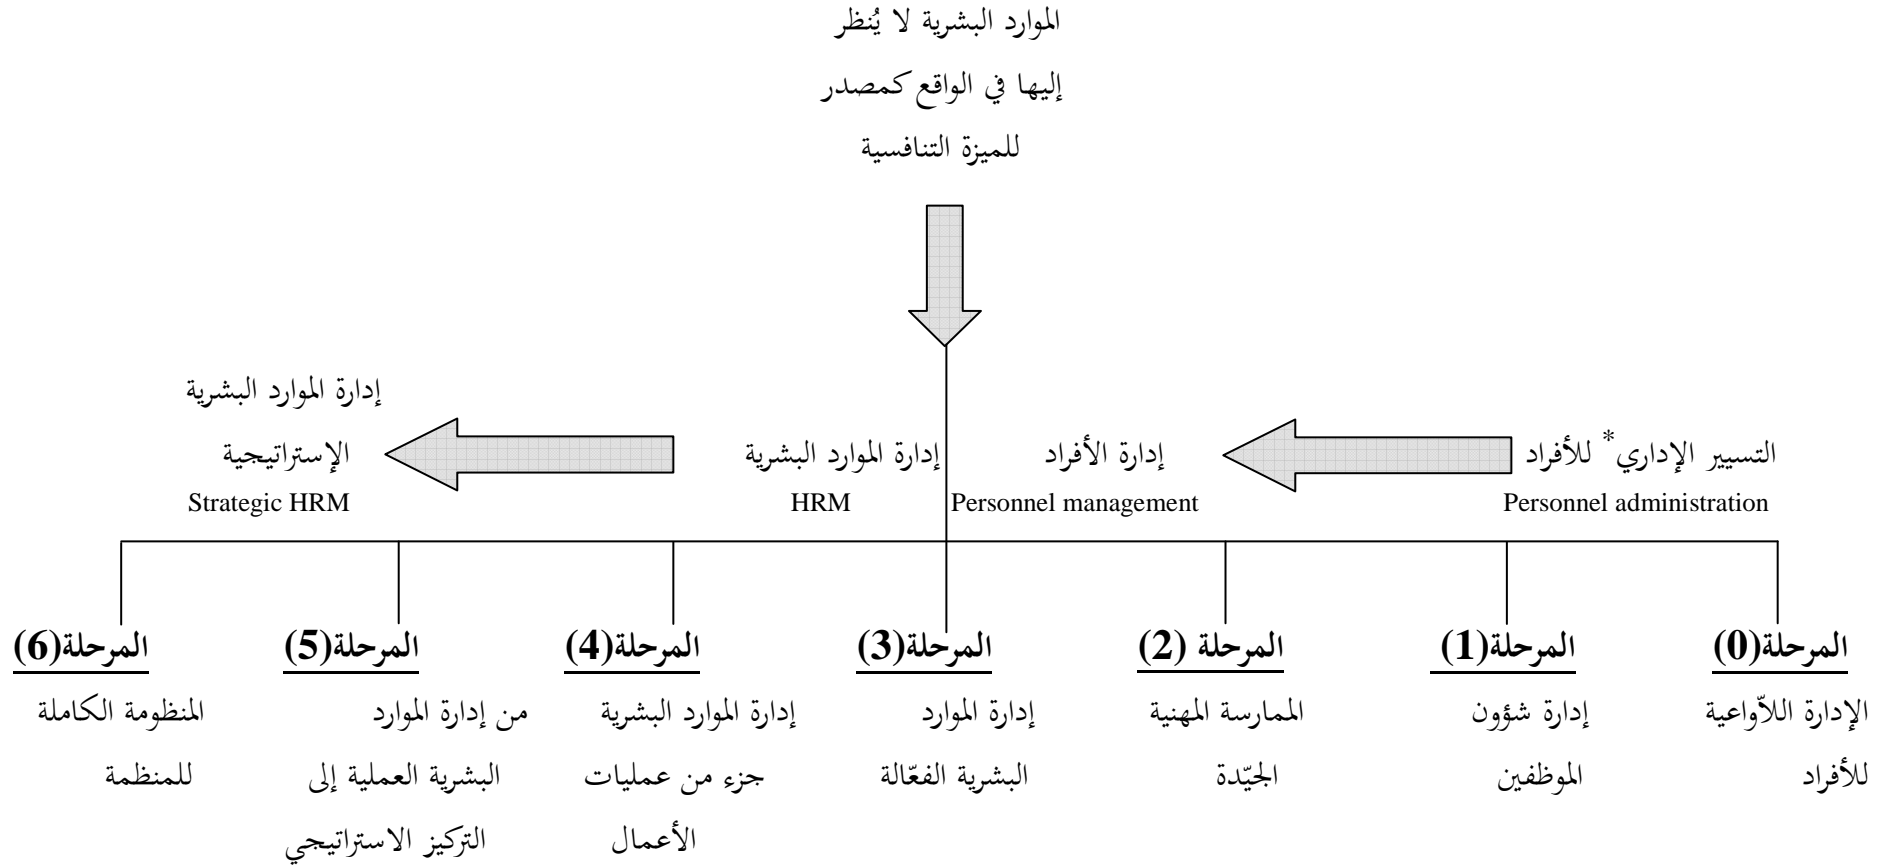 الموارد البشرية لا يُنظر
إليها في الواقع كمصدر
للميزة التنافسية
التسيير الإداري* للأفراد
Personnel administration
إدارة الأفراد
Personnel management
إدارة الموارد البشرية
HRM
إدارة الموارد البشرية
الإستراتيجية
Strategic HRM
المرحلة(0)
الإدارة اللاّواعية
للأفراد
المرحلة(1)
إدارة شؤون
الموظفين
المرحلة (2)
الممارسة المهنية
الجيّدة
المرحلة(3)
إدارة الموارد
البشرية الفعّالة
المرحلة(4)
إدارة الموارد البشرية
جزء من عمليات
الأعمال
المرحلة(5)
من إدارة الموارد
البشرية العملية إلى
التركيز الاستراتيجي
المرحلة(6)
المنظومة الكاملة
للمنظمة